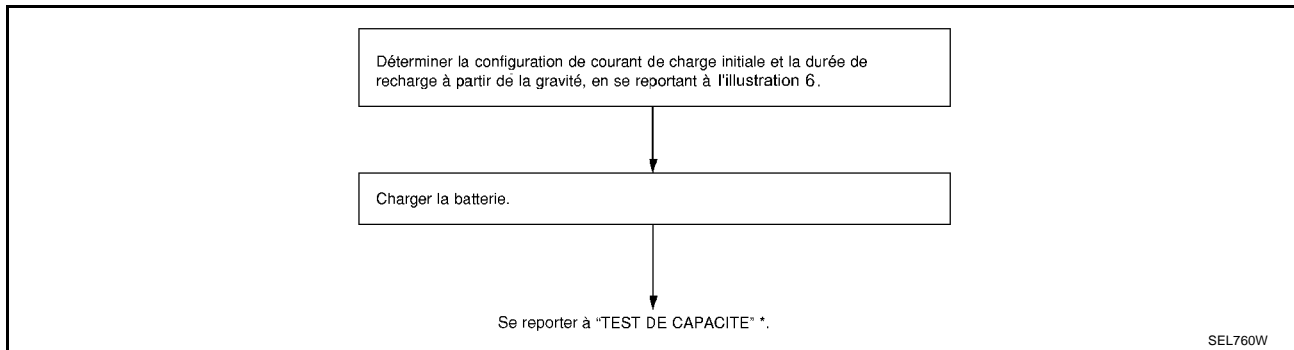 Déterminer la configuration de courant de charge initiale et la durée de
recharge à partir de la gravité, en se reportant à l'illustration 6.
Charger la batterie.
Se reporter à “TEST DE CAPACITE” *.
SEL760W